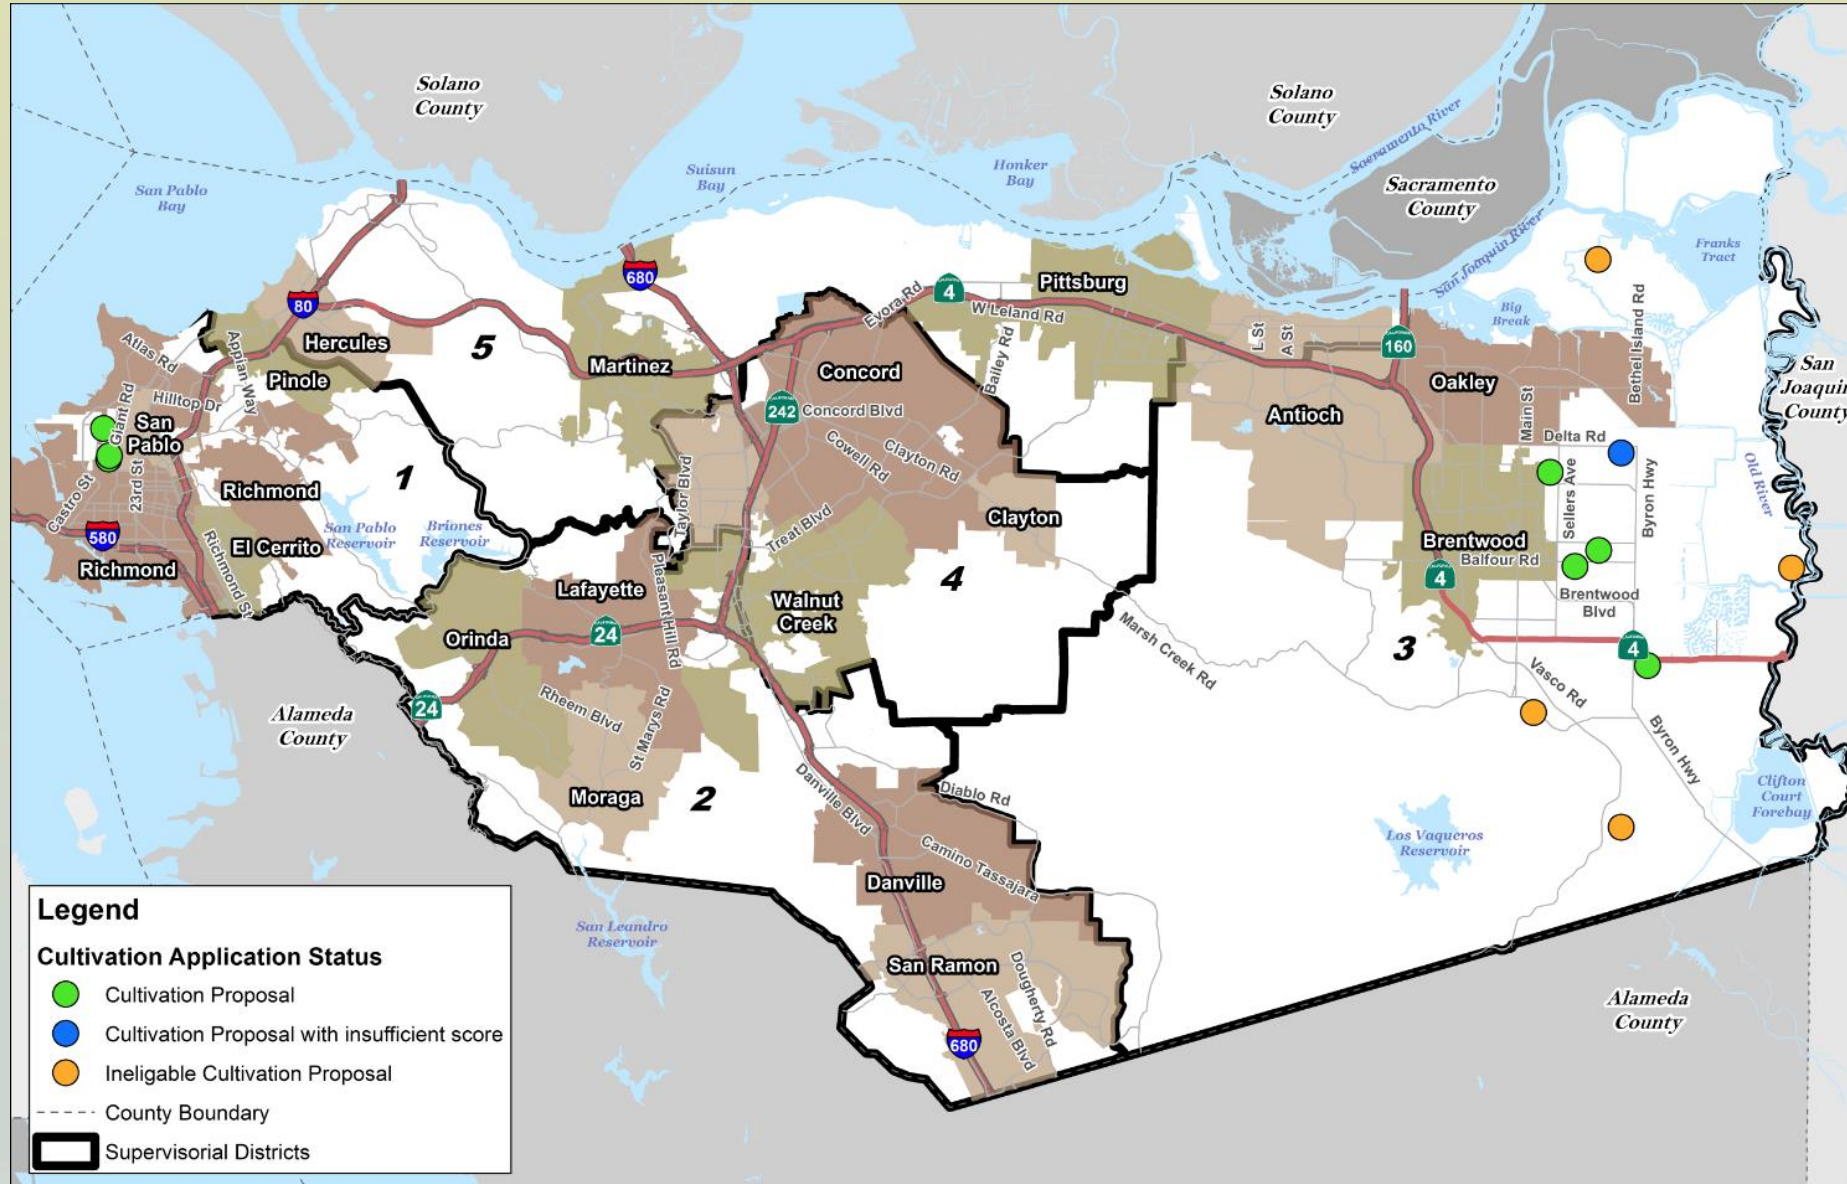 Solano
County
Solano
County
San Pablo
Bay
Suisun
Bay
Honker
Bay
Sacramento River
Sacramento
County
San Joaquin River
Franks
Tract
Big
Break
Bethel Island Rd
San
Joaquin
County
80
680
4
Evora Rd
W Leland Rd
Pittsburg
Bailey Rd
L St
A St
160
Oakley
Antioch
Main St
Delta Rd
Sellers Ave
Byron Hwy
Old River
Atlas Rd
Appian Way
Hercules
Pinole
5
Martinez
Concord
242
Concord Blvd
Cowell Rd
Clayton Rd
Clayton
Treat Blvd
Taylor Blvd
Hilltop Dr
Giant Rd
San
Pablo
23rd St
Castro St
Richmond
1
San Pablo
Reservoir
Briones
Reservoir
580
Richmond
El Cerrito
Richmond St
Lafayette
Pleasant Hill Rd
Walnut
Creek
4
Brentwood
Balfour Rd
4
Brentwood
Blvd
4
Marsh Creek Rd
3
Vasco Rd
Byron Hwy
Orinda
24
24
Alameda
County
Rheem Blvd
St Marys Rd
Moraga
2
Danville Blvd
Diablo Rd
Camino Tassajara
Danville
Los Vaqueros
Reservoir
Clifton
Court
Forebay
San Leandro
Reservoir
San Ramon
Dougherty Rd
Alcosta Blvd
680
Alameda
County
Legend
Cultivation Application Status
Cultivation Proposal
Cultivation Proposal with insufficient score
Ineligable Cultivation Proposal
County Boundary
Supervisorial Districts